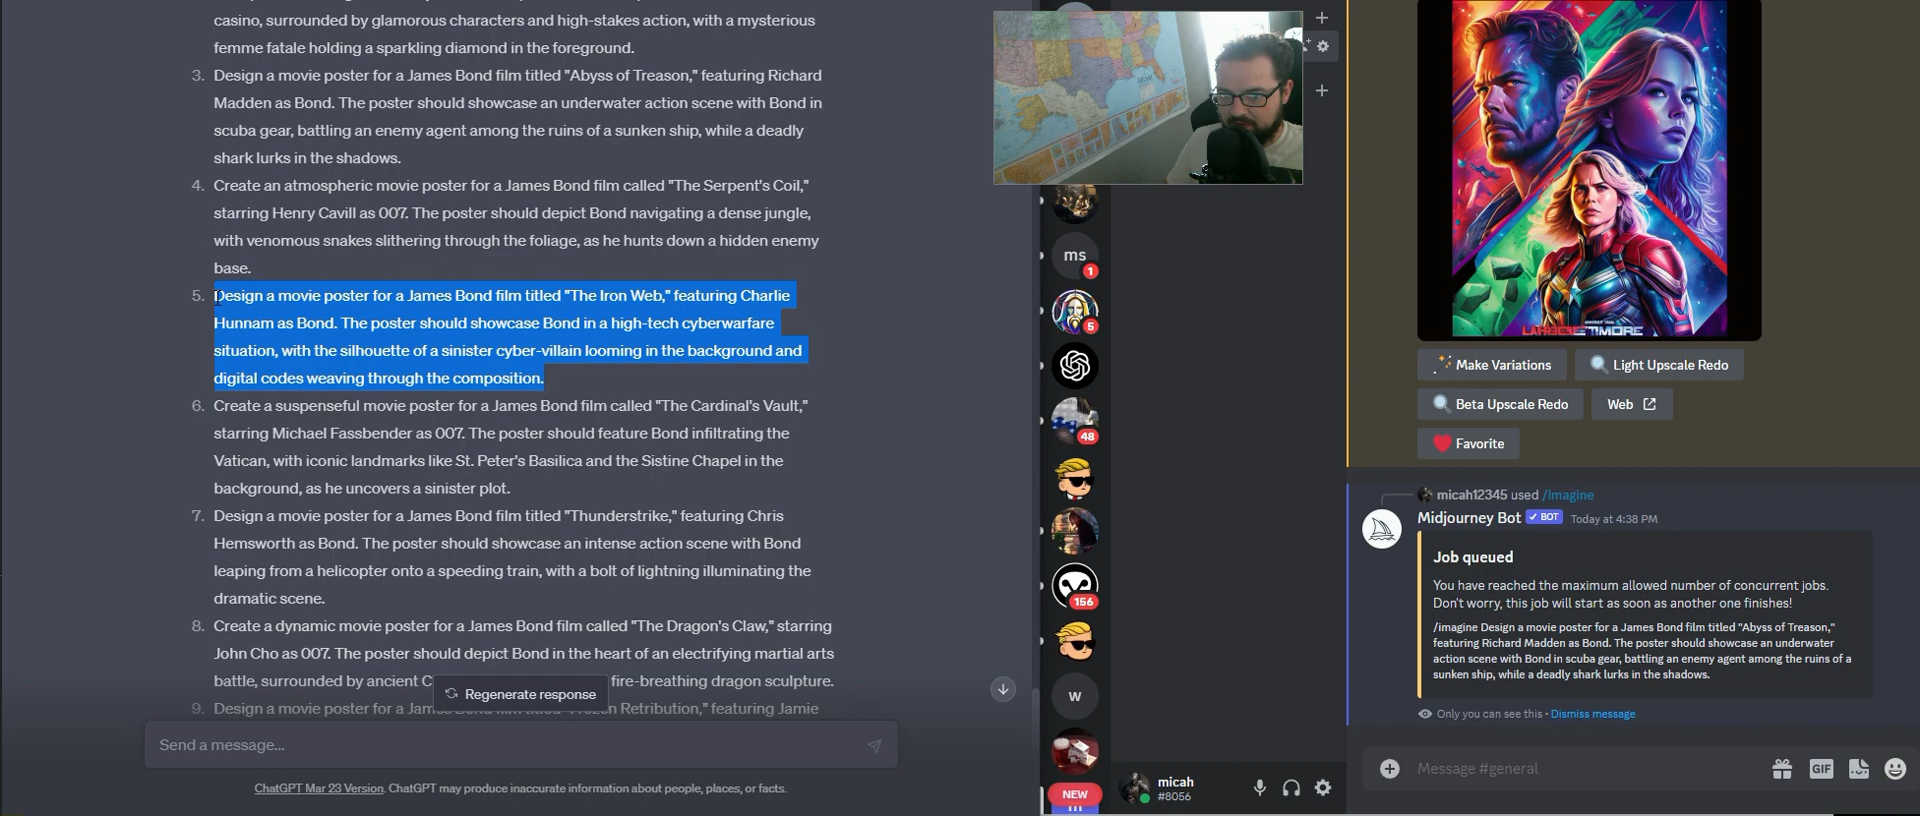 casino, surrounded by glamorous characters and high-stakes action, with a mysterious
femme fatale holding a sparkling diamond in the foreground.
3. Design a movie poster for a James Bond film titled "Abyss of Treason," featuring Richard
Madden as Bond. The poster should showcase an underwater action scene with Bond in
scuba gear, battling an enemy agent among the ruins of a sunken ship, while a deadly
shark lurks in the shadows.
4. Create an atmospheric movie poster for a James Bond film called "The Serpent's Coil,"
starring Henry Cavill as 007. The poster should depict Bond navigating a dense jungle,
with venomous snakes slithering through the foliage, as he hunts down a hidden enemy
base.
5. Design a movie poster for a James Bond film titled "The Iron Web," featuring Charlie
Hunnam as Bond. The poster should showcase Bond in a high-tech cyberwarfare
situation, with the silhouette of a sinister cyber-villain looming in the background and
digital codes weaving through the composition.
6. Create a suspenseful movie poster for a James Bond film called "The Cardinal's Vault,"
starring Michael Fassbender as 007. The poster should feature Bond infiltrating the
Vatican, with iconic landmarks like St. Peter's Basilica and the Sistine Chapel in the
background, as he uncovers a sinister plot.
7. Design a movie poster for a James Bond film titled "Thunderstrike," featuring Chris
Hemsworth as Bond. The poster should showcase an intense action scene with Bond
leaping from a helicopter onto a speeding train, with a bolt of lightning illuminating the
dramatic scene.
8. Create a dynamic movie poster for a James Bond film called "The Dragon's Claw," starring
John Cho as 007. The poster should depict Bond in the heart of an electrifying martial arts
battle, surrounded by ancient C fire-breathing dragon sculpture.
Regenerate response
9. Design a movie poster for a James Bond film titled Retribution," featuring Jamie
Send a message...
ChatGPT Mar 23 Version. ChatGPT may produce inaccurate information about people, places, or facts.
ms
1
5
48
156
W
NEW
micah
#8056
Make Variations
Light Upscale Redo
Beta Upscale Redo
Web
Favorite
micah12345 used /imagine
Midjourney Bot ✓ BOT Today at 4:38 PM
Job queued
You have reached the maximum allowed number of concurrent jobs.
Don't worry, this job will start as soon as another one finishes!
/imagine Design a movie poster for a James Bond film titled "Abyss of Treason,"
featuring Richard Madden as Bond. The poster should showcase an underwater
action scene with Bond in scuba gear, battling an enemy agent among the ruins of a
sunken ship, while a deadly shark lurks in the shadows.
Only you can see this • Dismiss message
Message #general
GIF